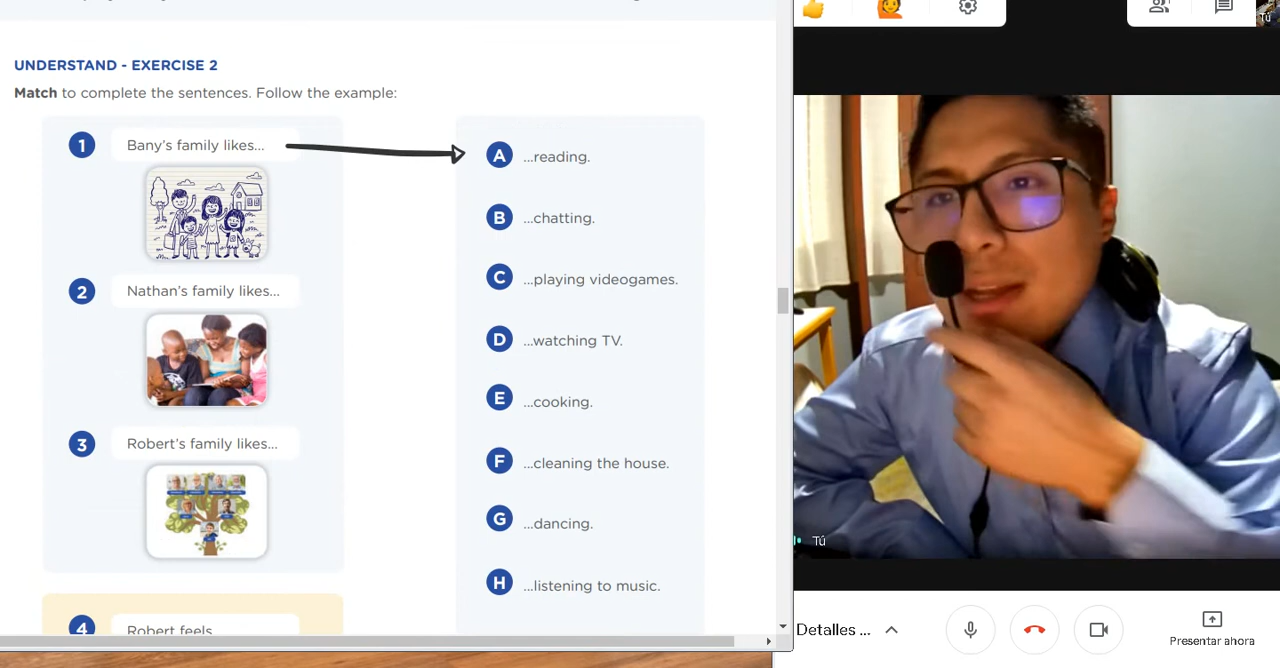 UNDERSTAND - EXERCISE 2
Match to complete the sentences. Follow the example:
1 Bany's family likes...
2 Nathan's family likes...
3 Robert's family likes...
4 Robert feels
A ...reading.
B ...chatting.
C ...playing videogames.
D ...watching TV.
E ...cooking.
F ...cleaning the house.
G ...dancing.
H ...listening to music.
Tú
Tú
Detalles ...
Presentar ahora